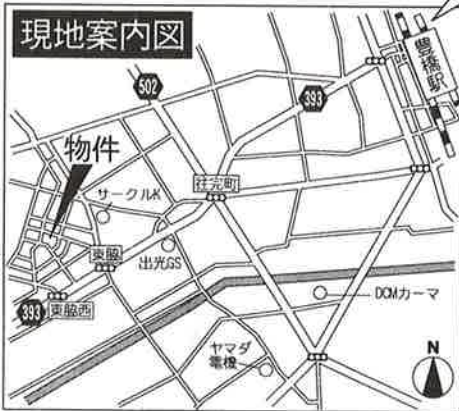 現地案内図
豊橋駅
502
393
物件
サークルK
往完町
東脇
出光GS
393
東脇西
DCMカーマ
ヤマダ
電機
N